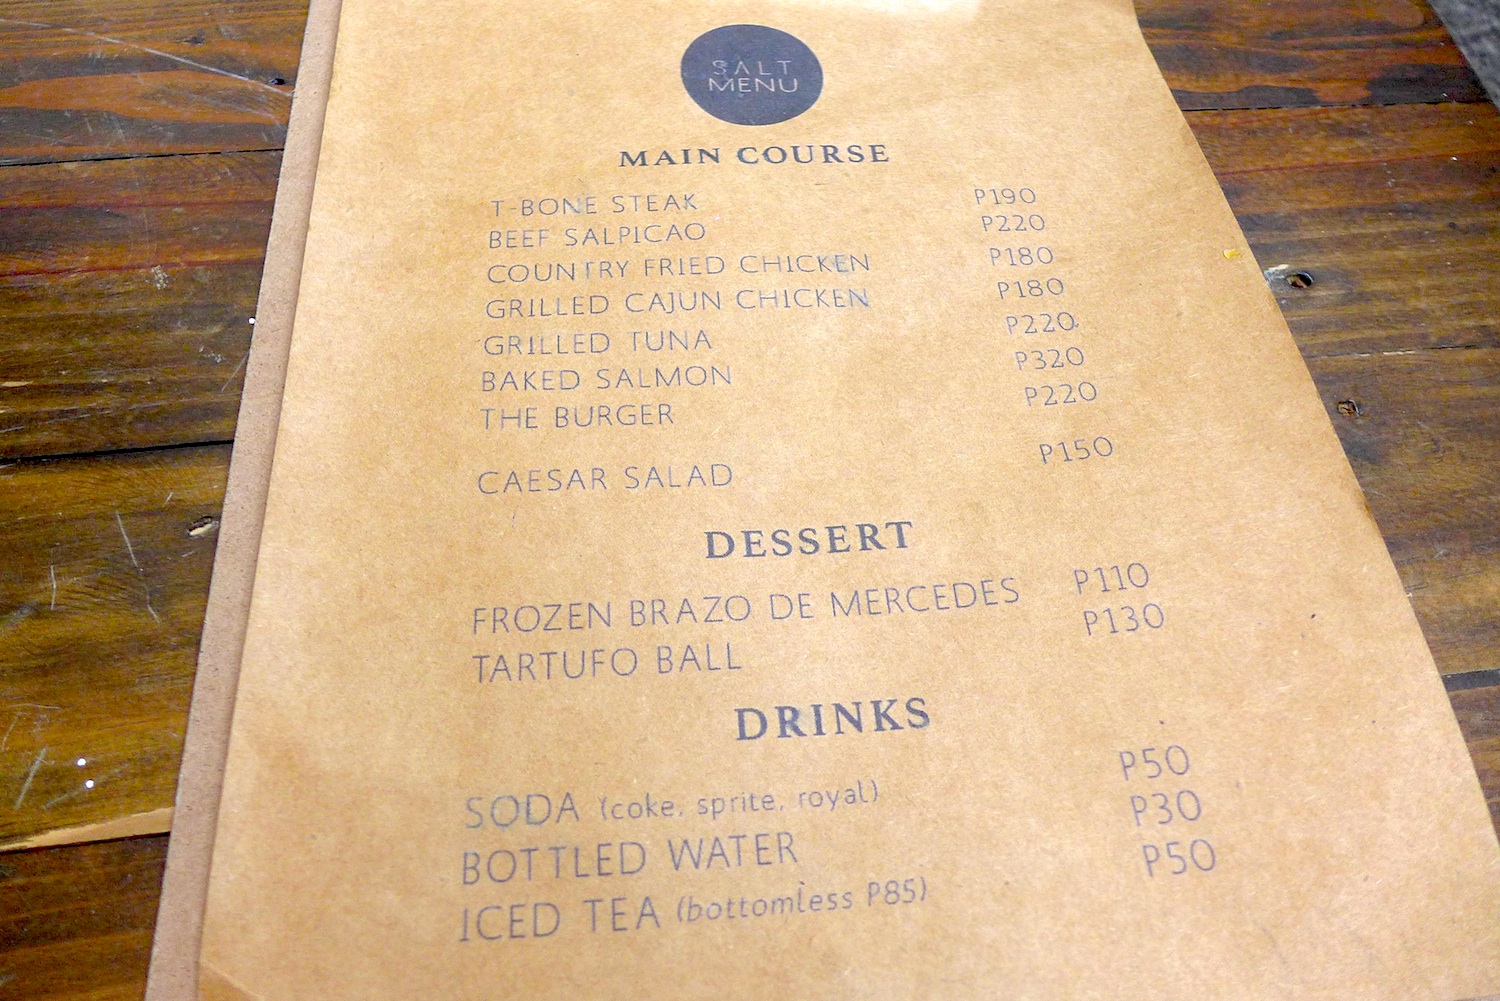 SALT
MENU
MAIN COURSE
T-BONE STEAK P190
BEEF SALPICAO P220
COUNTRY FRIED CHICKEN P180
GRILLED CAJUN CHICKEN P180
GRILLED TUNA P220
BAKED SALMON P320
THE BURGER P220
CAESAR SALAD P150
DESSERT
FROZEN BRAZO DE MERCEDES P110
TARTUFO BALL P130
DRINKS
SODA (coke, sprite, royal) P50
BOTTLED WATER P30
ICED TEA (bottomless P85) P50